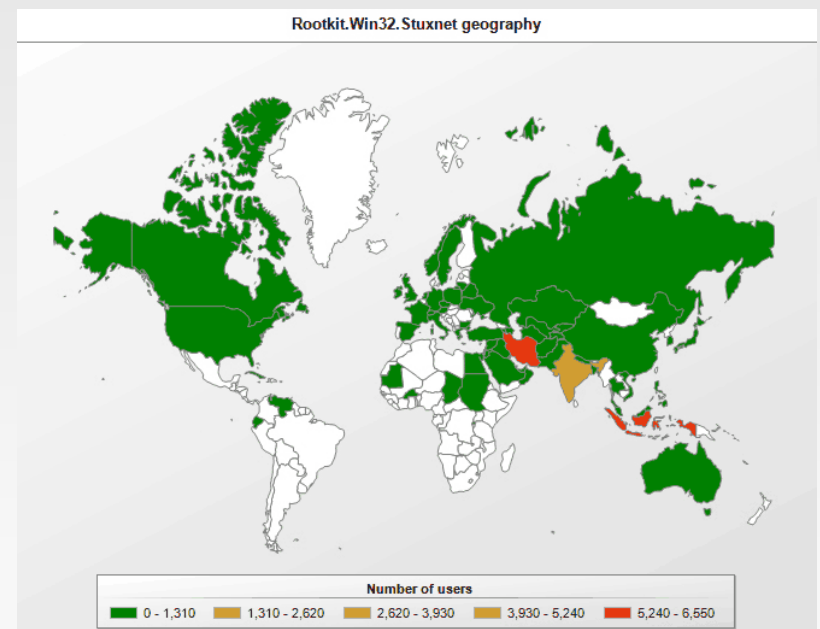 Rootkit.Win32.Stuxnet geography
Number of users
0 - 1,310 1,310 - 2,620 2,620 - 3,930 3,930 - 5,240 5,240 - 6,550